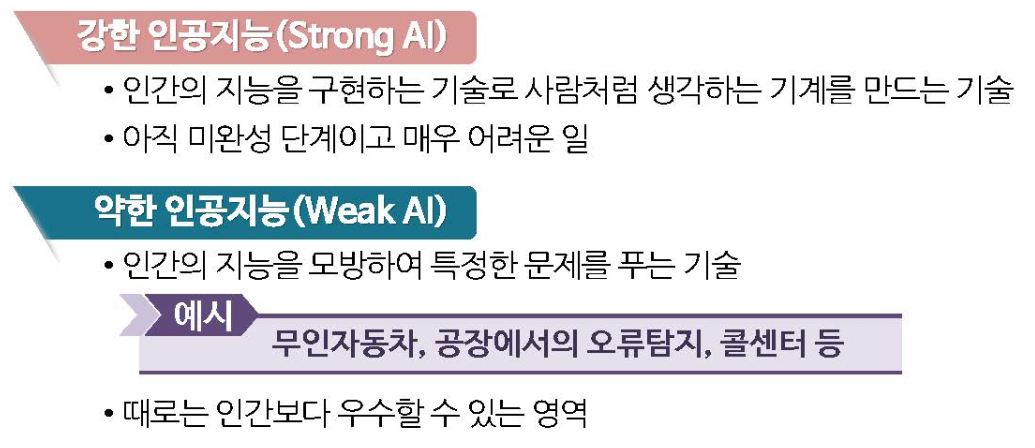 강한 인공지능(Strong AI)
• 인간의 지능을 구현하는 기술로 사람처럼 생각하는 기계를 만드는 기술
• 아직 미완성 단계이고 매우 어려운 일
약한 인공지능(Weak AI)
• 인간의 지능을 모방하여 특정한 문제를 푸는 기술
예시
무인자동차, 공장에서의 오류탐지, 콜센터 등
• 때로는 인간보다 우수할 수 있는 영역